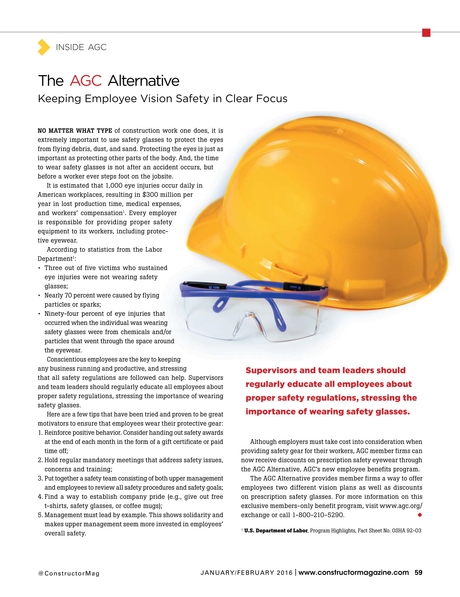 INSIDE AGC
The AGC Alternative
Keeping Employee Vision Safety in Clear Focus
NO MATTER WHAT TYPE of construction work one does, it is
extremely important to use safety glasses to protect the eyes
from flying debris, dust, and sand. Protecting the eyes is just as
important as protecting other parts of the body. And, the time
to wear safety glasses is not after an accident occurs, but
before a worker ever steps foot on the jobsite.
It is estimated that 1,000 eye injuries occur daily in
American workplaces, resulting in $300 million per
year in lost production time, medical expenses,
and workers' compensation¹. Every employer
is responsible for providing proper safety
equipment to its workers, including protec-
tive eyewear.
According to statistics from the Labor
Department¹:
• Three out of five victims who sustained
eye injuries were not wearing safety
glasses;
• Nearly 70 percent were caused by flying
particles or sparks;
• Ninety-four percent of eye injuries that
occurred when the individual was wearing
safety glasses were from chemicals and/or
particles that went through the space around
the eyewear.
Conscientious employees are the key to keeping
any business running and productive, and stressing
that all safety regulations are followed can help. Supervisors
and team leaders should regularly educate all employees about
proper safety regulations, stressing the importance of wearing
safety glasses.
Here are a few tips that have been tried and proven to be great
motivators to ensure that employees wear their protective gear:
1. Reinforce positive behavior. Consider handing out safety awards
at the end of each month in the form of a gift certificate or paid
time off;
2. Hold regular mandatory meetings that address safety issues,
concerns and training;
3. Put together a safety team consisting of both upper management
and employees to review all safety procedures and safety goals;
4. Find a way to establish company pride (e.g., give out free
t-shirts, safety glasses, or coffee mugs);
5. Management must lead by example. This shows solidarity and
makes upper management seem more invested in employees'
overall safety.
Supervisors and team leaders should
regularly educate all employees about
proper safety regulations, stressing the
importance of wearing safety glasses.
Although employers must take cost into consideration when
providing safety gear for their workers, AGC member firms can
now receive discounts on prescription safety eyewear through
the AGC Alternative, AGC's new employee benefits program.
The AGC Alternative provides member firms a way to offer
employees two different vision plans as well as discounts
on prescription safety glasses. For more information on this
exclusive members-only benefit program, visit www.agc.org/
exchange or call 1-800-210-5290.
¹ U.S. Department of Labor, Program Highlights, Fact Sheet No. OSHA 92-03
@ConstructorMag
JANUARY/FEBRUARY 2016 | www.constructormagazine.com 59